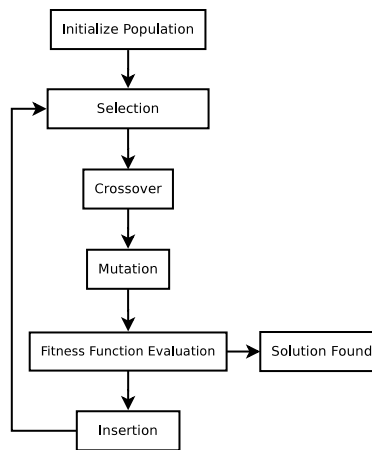 Initialize Population
Selection
Crossover
Mutation
Fitness Function Evaluation
Solution Found
Insertion